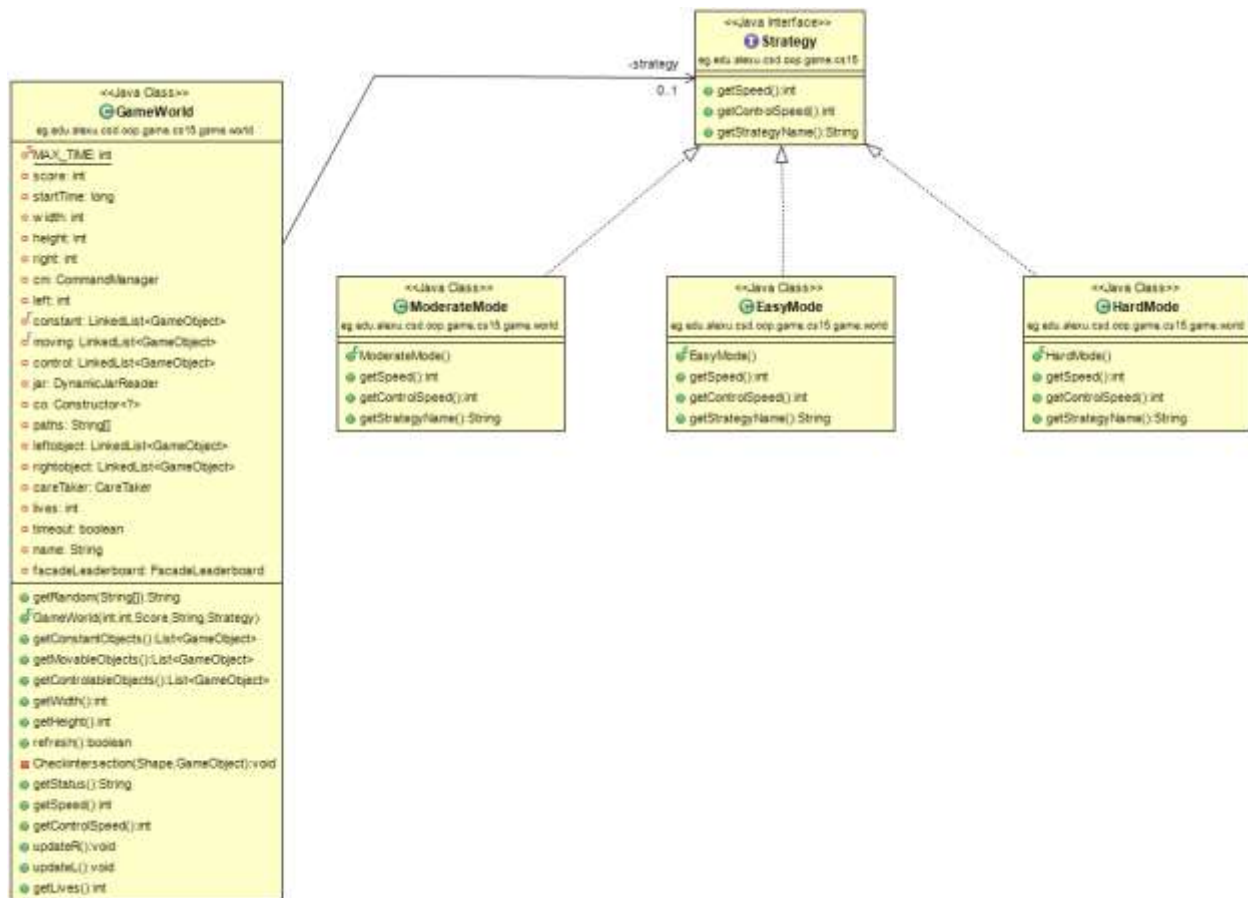 <<Java Interface>>
Strategy
eg.edu.alexu.csd.oop.game.cs15
getSpeed():int
getControlSpeed():int
getStrategyName():String
-strategy
0..1
<<Java Class>>
GameWorld
eg.edu.alexu.csd.oop.game.cs15.game.world
MAX_TIME: int
score: int
startTime: long
width: int
height: int
right: int
cm: CommandManager
left: int
constant: LinkedList<GameObject>
moving: LinkedList<GameObject>
control: LinkedList<GameObject>
jar: DynamicJarReader
co: Constructor<?>
paths: String[]
leftobject: LinkedList<GameObject>
rightobject: LinkedList<GameObject>
careTaker: CareTaker
lives: int
timeout: boolean
name: String
facadeLeaderboard: FacadeLeaderboard
getRandom(String[]):String
GameWorld(int,int,Score,String,Strategy)
getConstantObjects():List<GameObject>
getMovableObjects():List<GameObject>
getControlableObjects():List<GameObject>
getWidth():int
getHeight():int
refresh():boolean
CheckIntersection(Shape,GameObject):void
getStatus():String
getSpeed():int
getControlSpeed():int
updateR():void
updateL():void
getLives():int
<<Java Class>>
ModerateMode
eg.edu.alexu.csd.oop.game.cs15.game.world
ModerateMode()
getSpeed():int
getControlSpeed():int
getStrategyName():String
<<Java Class>>
EasyMode
eg.edu.alexu.csd.oop.game.cs15.game.world
EasyMode()
getSpeed():int
getControlSpeed():int
getStrategyName():String
<<Java Class>>
HardMode
eg.edu.alexu.csd.oop.game.cs15.game.world
HardMode()
getSpeed():int
getControlSpeed():int
getStrategyName():String